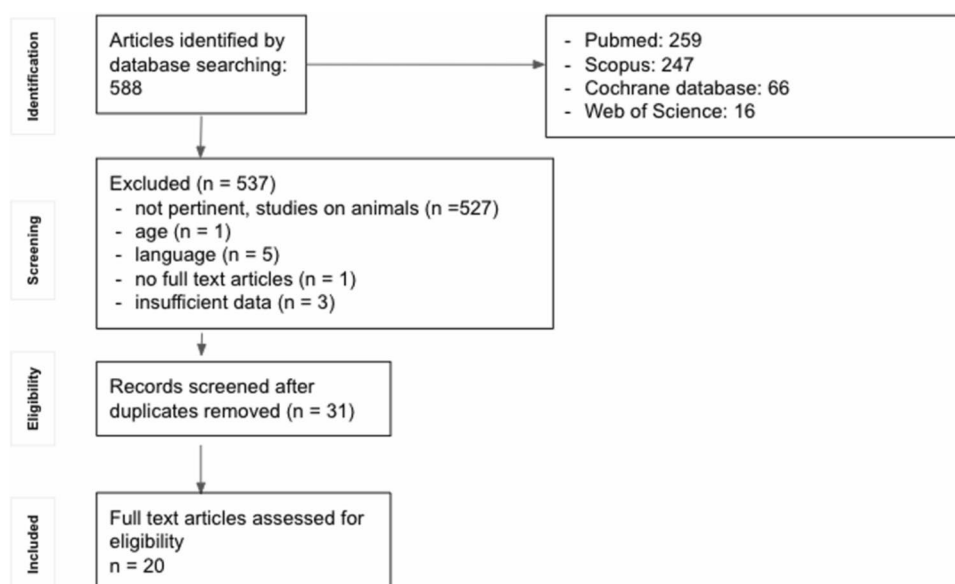 Identification
Articles identified by
database searching:
588
- Pubmed: 259
- Scopus: 247
- Cochrane database: 66
- Web of Science: 16
Screening
Excluded (n = 537)
- not pertinent, studies on animals (n =527)
- age (n = 1)
- language (n = 5)
- no full text articles (n = 1)
- insufficient data (n = 3)
Eligibility
Records screened after
duplicates removed (n = 31)
Included
Full text articles assessed for
eligibility
n = 20